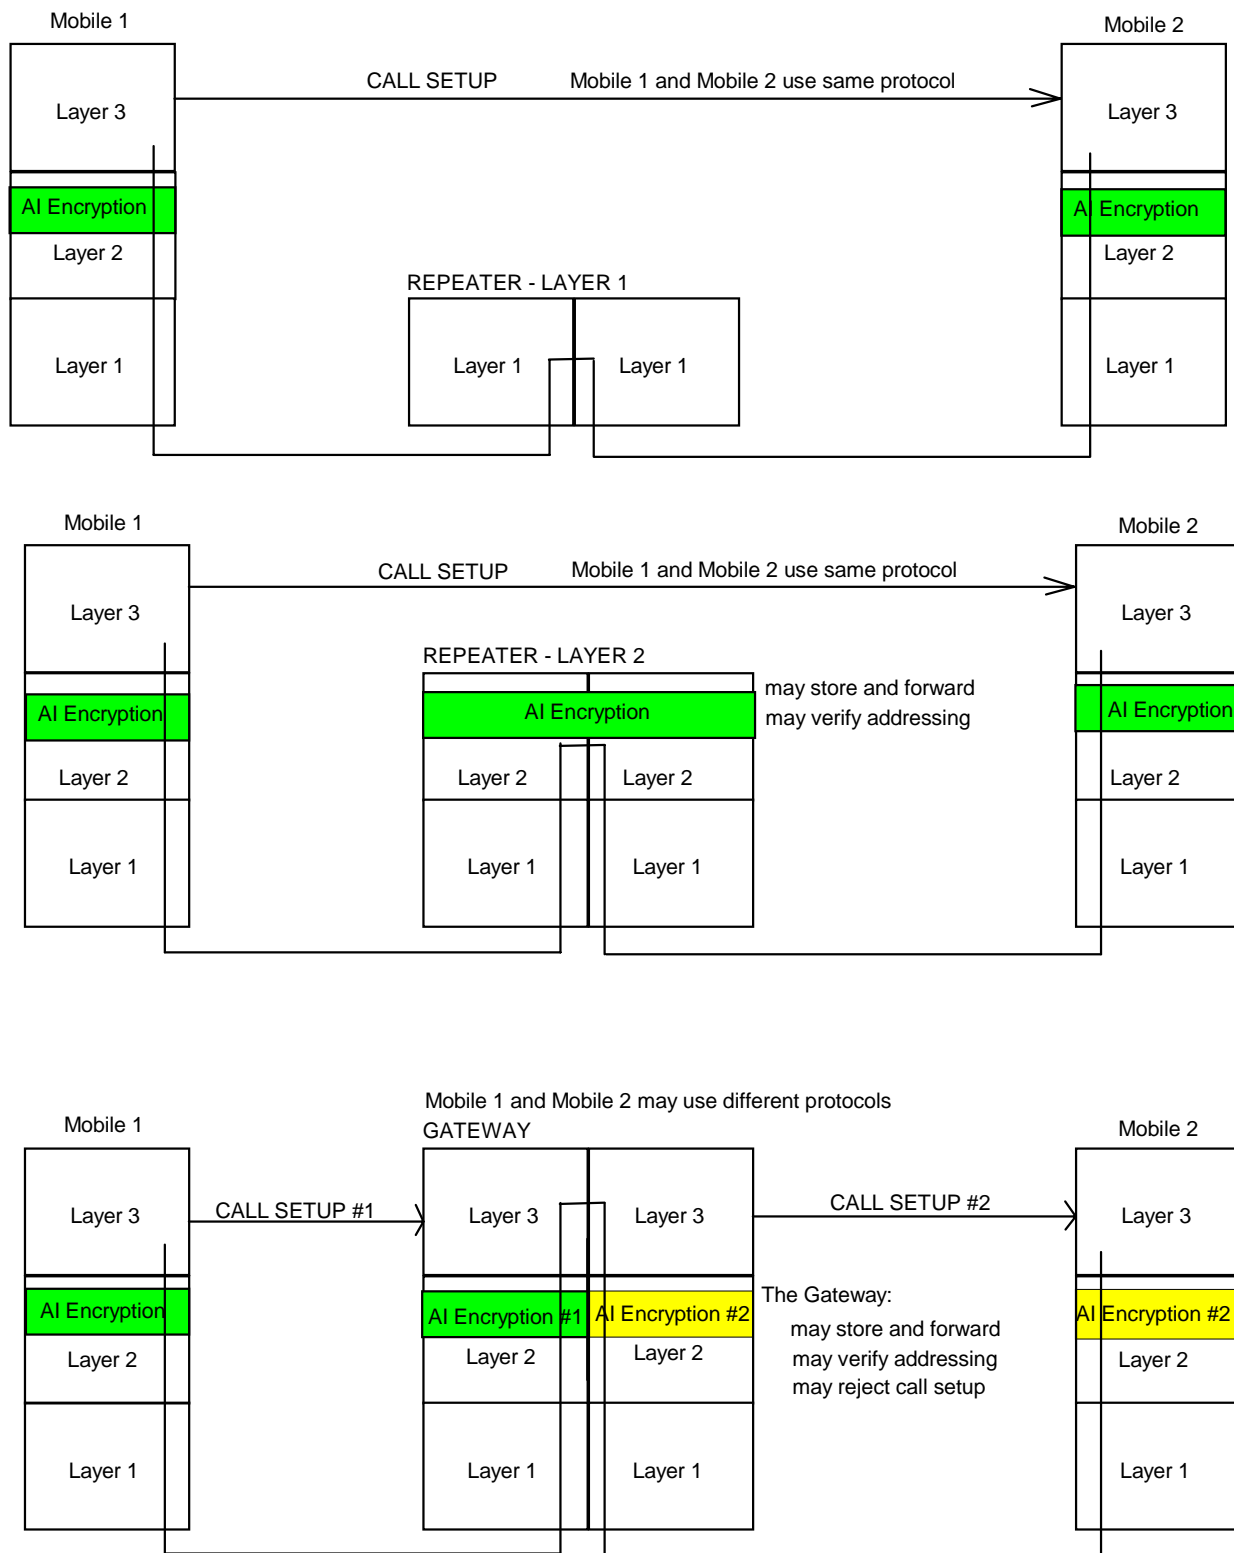 Mobile 1
Mobile 2
CALL SETUP
Mobile 1 and Mobile 2 use same protocol
Layer 3
Layer 3
AI Encryption
AI Encryption
Layer 2
Layer 2
REPEATER - LAYER 1
Layer 1
Layer 1
Layer 1
Layer 1
Mobile 1
Mobile 2
CALL SETUP
Mobile 1 and Mobile 2 use same protocol
Layer 3
Layer 3
REPEATER - LAYER 2
may store and forward
may verify addressing
AI Encryption
AI Encryption
AI Encryption
Layer 2
Layer 2
Layer 2
Layer 2
Layer 1
Layer 1
Layer 1
Layer 1
Mobile 1 and Mobile 2 may use different protocols
Mobile 1
GATEWAY
Mobile 2
Layer 3
CALL SETUP #1
Layer 3
Layer 3
CALL SETUP #2
Layer 3
The Gateway:
may store and forward
may verify addressing
may reject call setup
AI Encryption
AI Encryption #1
AI Encryption #2
AI Encryption #2
Layer 2
Layer 2
Layer 2
Layer 2
Layer 1
Layer 1
Layer 1
Layer 1